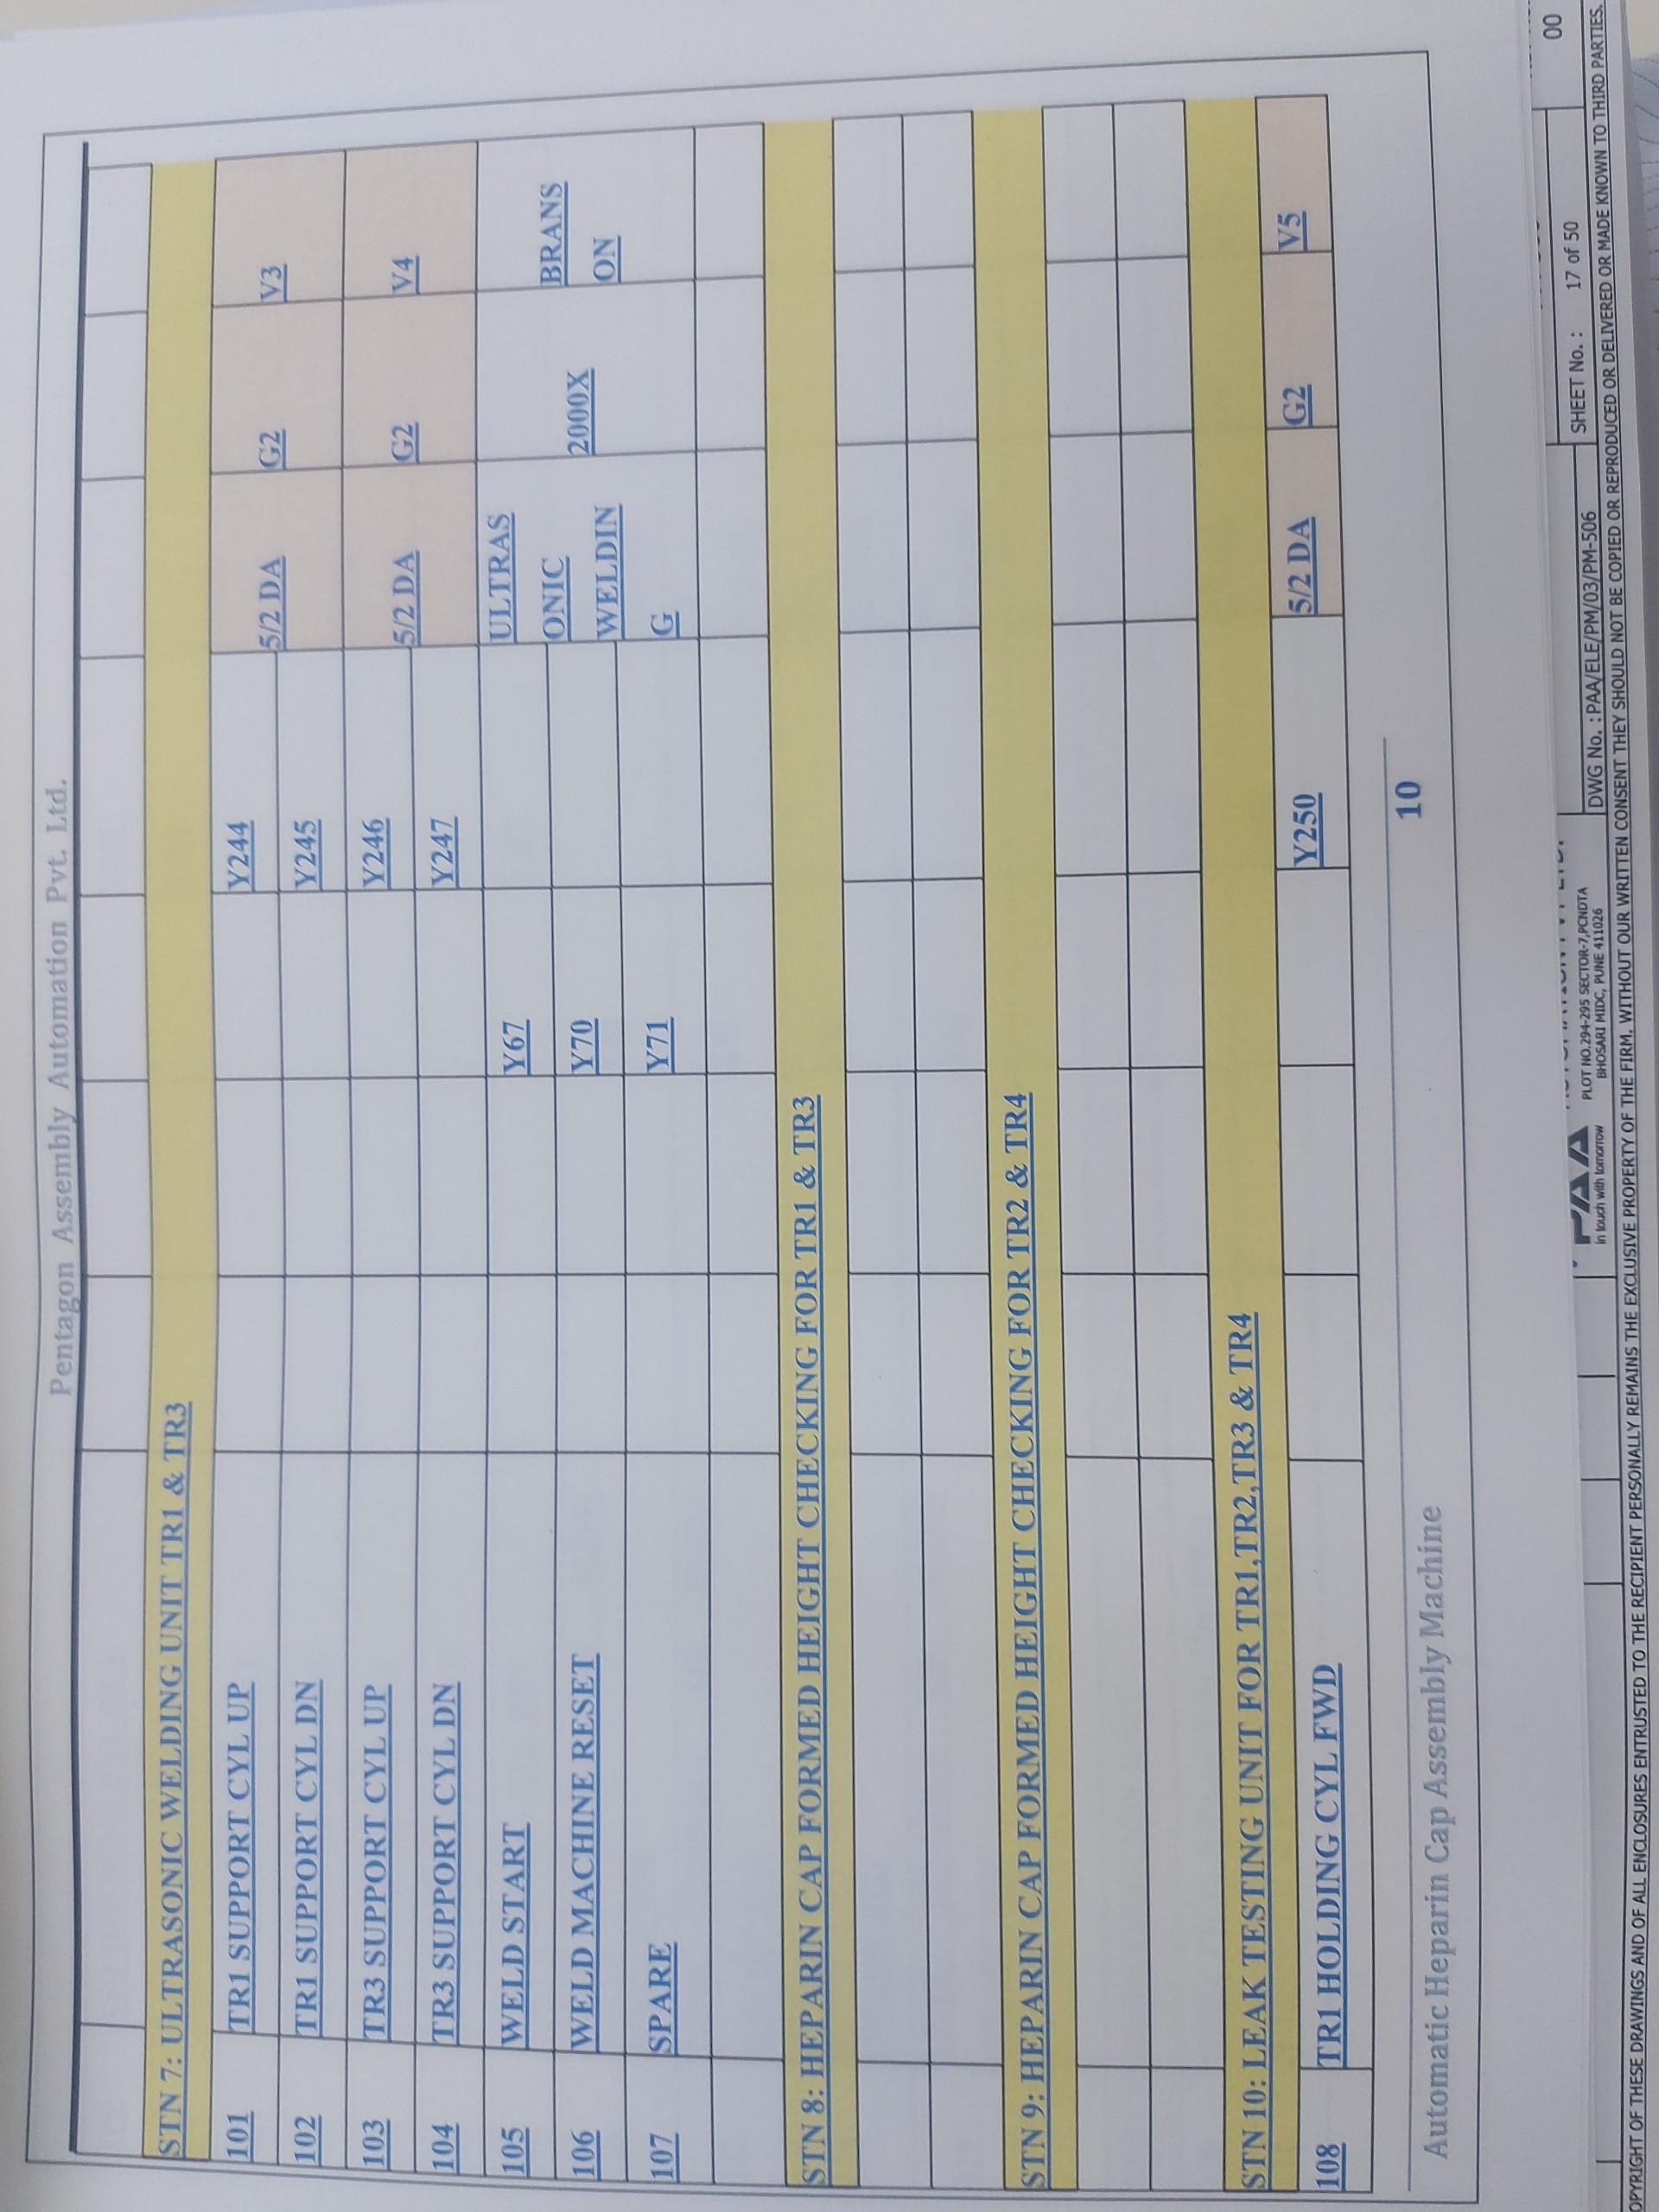 Pentagon Assembly Automation Pvt. Ltd.
STN 7: ULTRASONIC WELDING UNIT TR1 & TR3
101 TR1 SUPPORT CYL UP Y244 5/2 DA G2 V3
102 TR1 SUPPORT CYL DN Y245
103 TR3 SUPPORT CYL UP Y246 5/2 DA G2 V4
104 TR3 SUPPORT CYL DN Y247
105 WELD START Y67
106 WELD MACHINE RESET Y70
107 SPARE Y71
ULTRAS
ONIC
WELDIN
G
2000X
BRANS
ON
STN 8: HEPARIN CAP FORMED HEIGHT CHECKING FOR TR1 & TR3
STN 9: HEPARIN CAP FORMED HEIGHT CHECKING FOR TR2 & TR4
STN 10: LEAK TESTING UNIT FOR TR1,TR2,TR3 & TR4
108 TR1 HOLDING CYL FWD Y250 5/2 DA G2 V5
10
Automatic Heparin Cap Assembly Machine
PAA
in touch with tomorrow
PLOT NO.294-295 SECTOR-7,PCNDTA
BHOSARI MIDC, PUNE 411026
DWG No. :PAA/ELE/PM/03/PM-506
SHEET No. : 17 of 50
00
OPYRIGHT OF THESE DRAWINGS AND OF ALL ENCLOSURES ENTRUSTED TO THE RECIPIENT PERSONALLY REMAINS THE EXCLUSIVE PROPERTY OF THE FIRM. WITHOUT OUR WRITTEN CONSENT THEY SHOULD NOT BE COPIED OR REPRODUCED OR DELIVERED OR MADE KNOWN TO THIRD PARTIES.